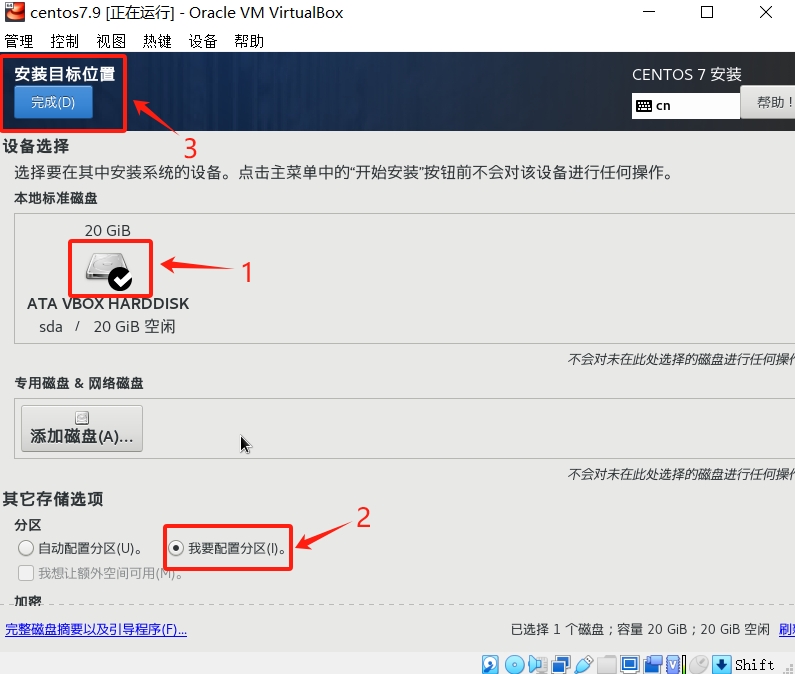 centos7.9 [正在运行] - Oracle VM VirtualBox
管理 控制 视图 热键 设备 帮助
安装目标位置
CENTOS 7 安装
完成(D)
cn
帮助！
3
设备选择
选择要在其中安装系统的设备。点击主菜单中的“开始安装”按钮前不会对该设备进行任何操作。
本地标准磁盘
20 GiB
1
ATA VBOX HARDDISK
sda / 20 GiB 空闲
不会对未在此处选择的磁盘进行任何操作
专用磁盘 & 网络磁盘
添加磁盘(A)...
不会对未在此处选择的磁盘进行任何操作
其它存储选项
2
分区
自动配置分区(U)。 我要配置分区(I)。
我想让额外空间可用(M)。
加密
完整磁盘摘要以及引导程序(F)... 已选择 1 个磁盘；容量 20 GiB；20 GiB 空闲 刷
Shift